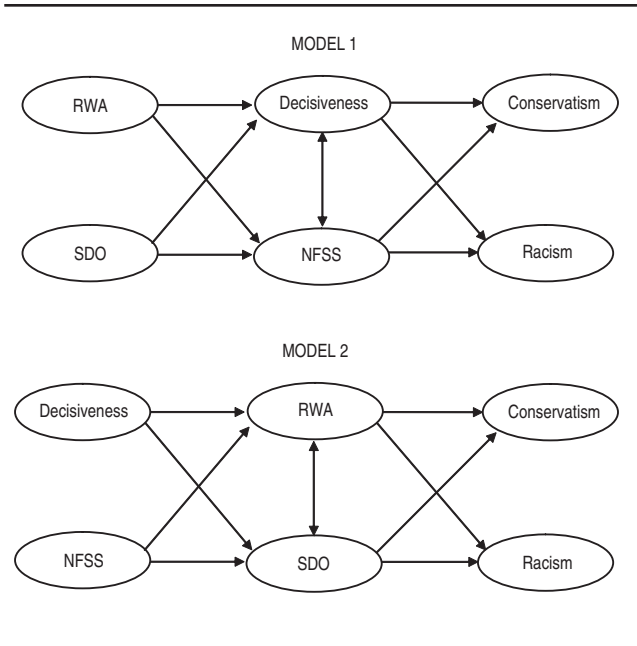 MODEL 1
RWA Decisiveness Conservatism
SDO NFSS Racism
MODEL 2
Decisiveness RWA Conservatism
NFSS SDO Racism